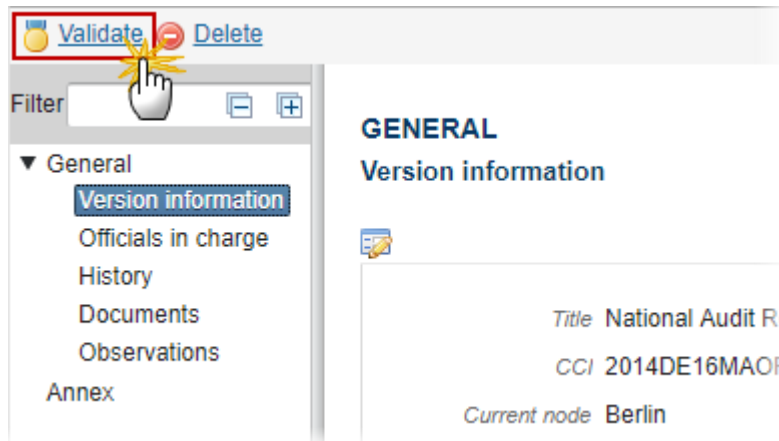 Validate Delete
Filter
General
Version information
Officials in charge
History
Documents
Observations
Annex
GENERAL
Version information
Title National Audit
CCI
Current node Berlin